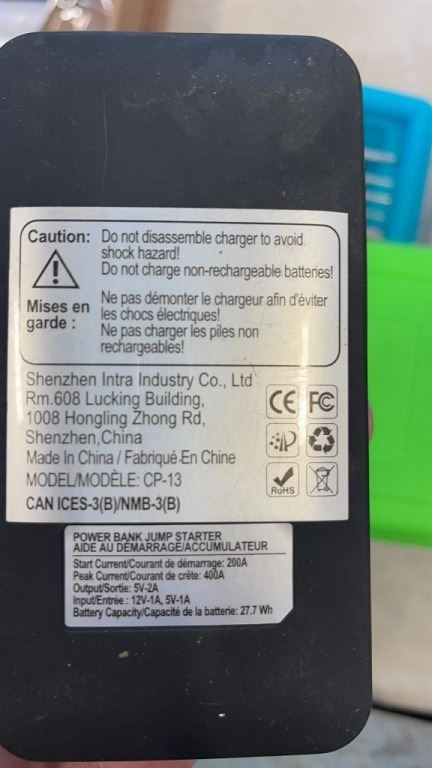 Caution: Do not disassemble charger to avoid
shock hazard!
Do not charge non-rechargeable batteries!
Mises en
garde :
Ne pas démonter le chargeur afin d'éviter
les chocs électriques!
Ne pas charger les piles non
rechargeables!
Shenzhen Intra Industry Co., Ltd
Rm.608 Lucking Building,
1008 Hongling Zhong Rd,
Shenzhen,China
Made In China / Fabriqué En Chine
MODEL/MODÈLE: CP-13
CAN ICES-3(B)/NMB-3(B)
CE FC
RoHS
POWER BANK JUMP STARTER
AIDE AU DÉMARRAGE/ACCUMULATEUR
Start Current/Courant de démarrage: 200A
Peak Current/Courant de crête: 400A
Output/Sortie: 5V-2A
Input/Entrée.: 12V-1A, 5V-1A
Battery Capacity/Capacité de la batterie: 27.7 Wh